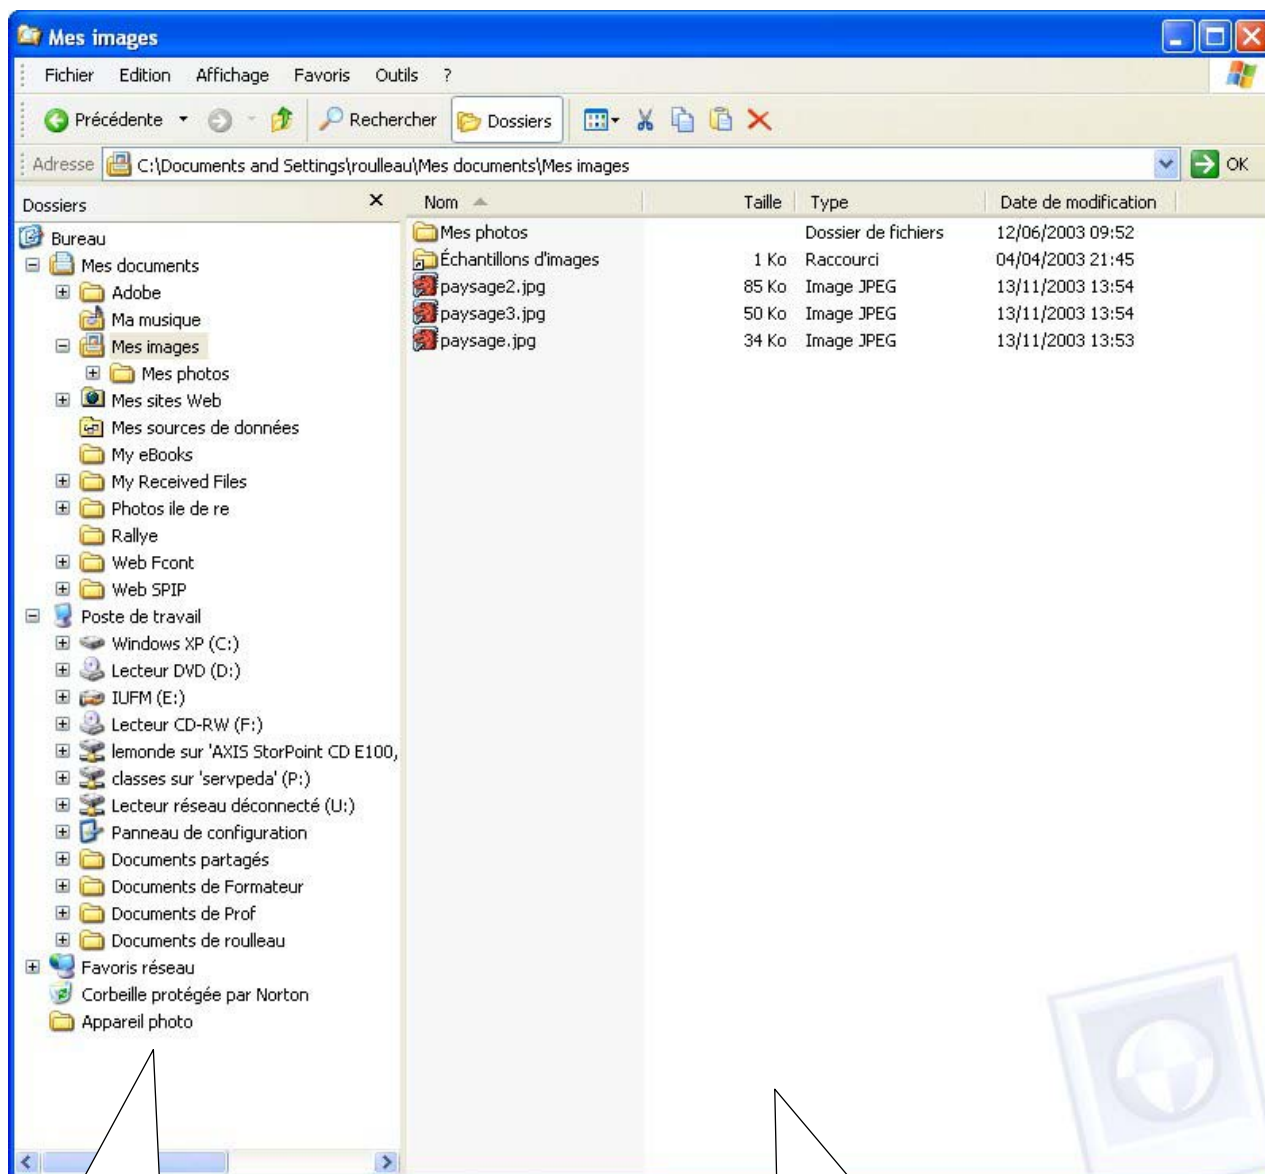 Mes images
Fichier Edition Affichage Favoris Outils ?
Précédente Rechercher Dossiers
Adresse C:\Documents and Settings\roulleau\Mes documents\Mes images OK
Dossiers
Bureau
Mes documents
Adobe
Ma musique
Mes images
Mes photos
Mes sites Web
Mes sources de données
My eBooks
My Received Files
Photos ile de re
Rallye
Web Fcont
Web SPIP
Poste de travail
Windows XP (C:)
Lecteur DVD (D:)
IUFM (E:)
Lecteur CD-RW (F:)
lemonde sur 'AXIS StorPoint CD E100,
classes sur 'servpeda' (P:)
Lecteur réseau déconnecté (U:)
Panneau de configuration
Documents partagés
Documents de Formateur
Documents de Prof
Documents de roulleau
Favoris réseau
Corbeille protégée par Norton
Appareil photo
Nom Taille Type Date de modification
Mes photos Dossier de fichiers 12/06/2003 09:52
Échantillons d'images 1 Ko Raccourci 04/04/2003 21:45
paysage2.jpg 85 Ko Image JPEG 13/11/2003 13:54
paysage3.jpg 50 Ko Image JPEG 13/11/2003 13:54
paysage.jpg 34 Ko Image JPEG 13/11/2003 13:53